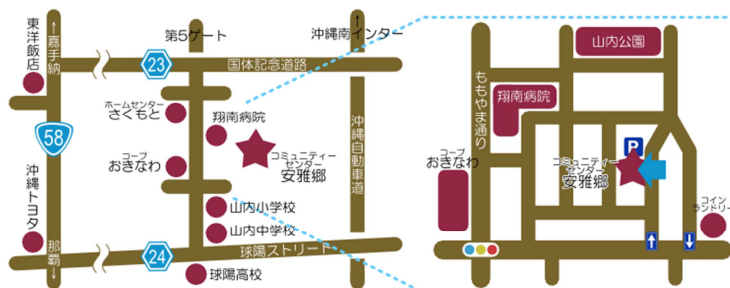 東洋飯店
↑嘉手納
58
沖縄トヨタ
那覇↓
23
国体記念道路
第5ゲート
↑
沖縄南インター
ホームセンター
さくもと
翔南病院
コミュニティー
センター
安雅郷
コープ
おきなわ
山内小学校
山内中学校
24
球陽ストリート
球陽高校
沖縄自動車道
山内公園
ももやま通り
翔南病院
コープ
おきなわ
P
コミュニティー
センター
安雅郷
コイン
ランドリー
↑
↓